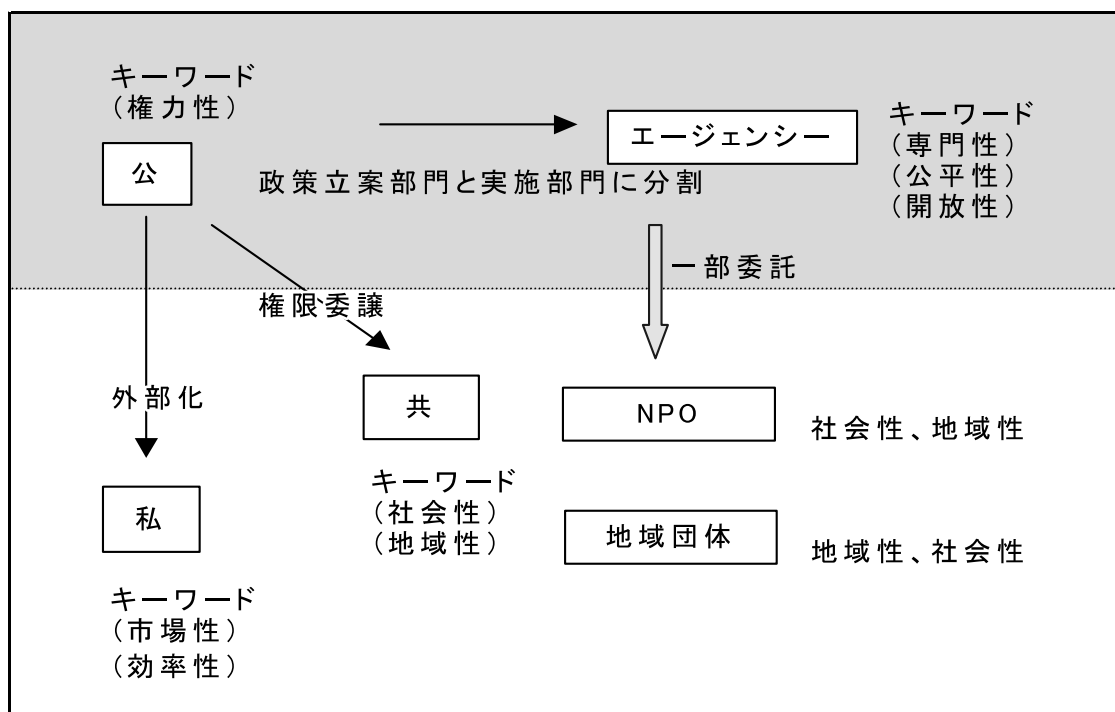 キーワード
（権力性）
公
エージェンシー
キーワード
（専門性）
（公平性）
（開放性）
政策立案部門と実施部門に分割
一部委託
権限委譲
外部化
共
NPO
社会性、地域性
キーワード
（社会性）
（地域性）
私
地域団体
地域性、社会性
キーワード
（市場性）
（効率性）